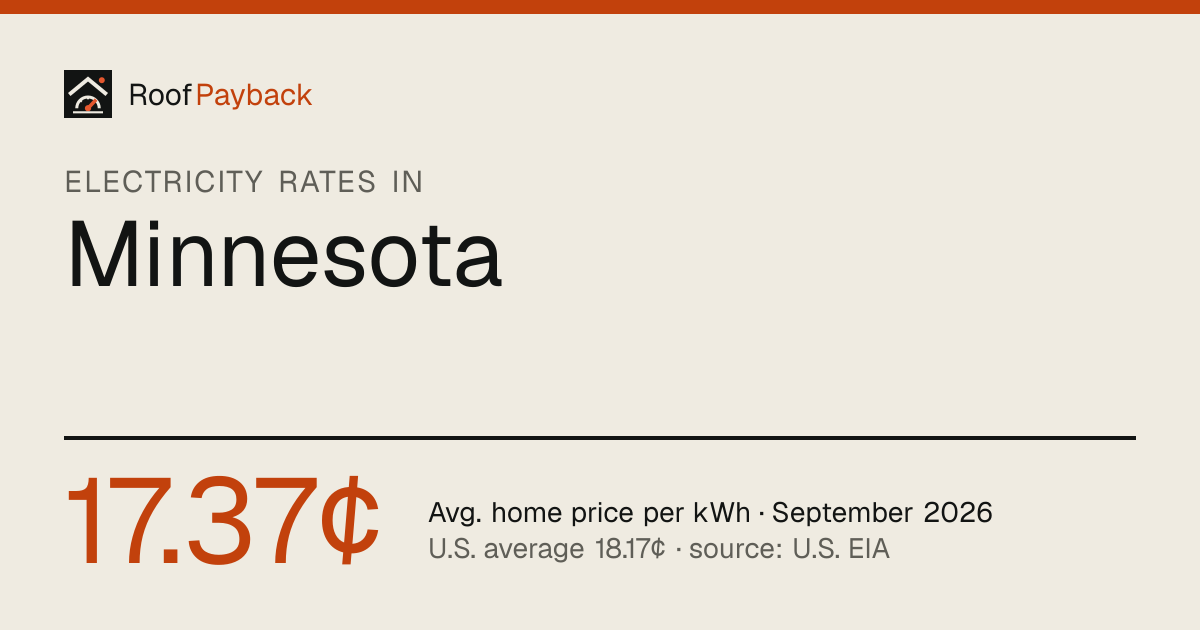 RoofPayback
ELECTRICITY RATES IN
Minnesota
17.37¢
Avg. home price per kWh · September 2026
U.S. average 18.17¢ · source: U.S. EIA